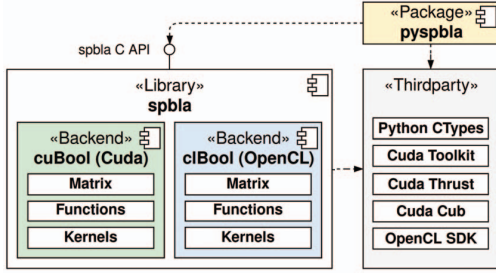 «Package»
pyspbla
spbla C API
«Library»
spbla
«Backend»
cuBool (Cuda)
Matrix
Functions
Kernels
«Backend»
clBool (OpenCL)
Matrix
Functions
Kernels
«Thirdparty»
Python CTypes
Cuda Toolkit
Cuda Thrust
Cuda Cub
OpenCL SDK